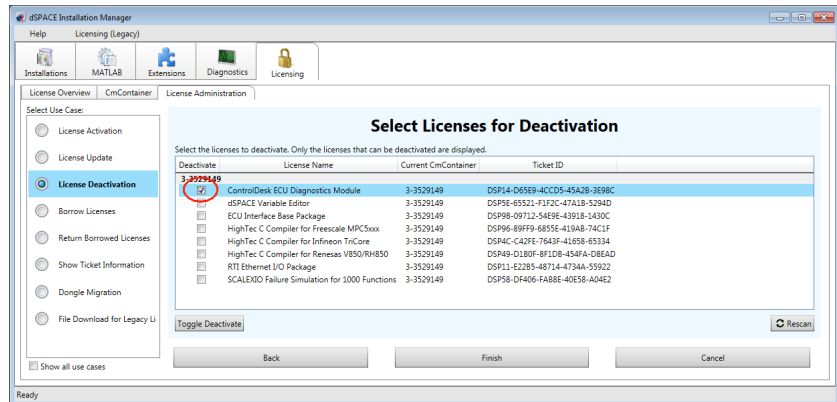 dSPACE Installation Manager
Help Licensing (Legacy)
Installations MATLAB Extensions Diagnostics Licensing
License Overview CmContainer License Administration
Select Use Case:
License Activation
License Update
License Deactivation
Borrow Licenses
Return Borrowed Licenses
Show Ticket Information
Dongle Migration
File Download for Legacy Li
Show all use cases
Select Licenses for Deactivation
Select the licenses to deactivate. Only the licenses that can be deactivated are displayed.
Deactivate License Name Current CmContainer Ticket ID
3-3529149
ControlDesk ECU Diagnostics Module 3-3529149 DSP14-D65E9-4CCD5-45A2B-3E98C
dSPACE Variable Editor 3-3529149 DSP5E-65521-F1F2C-47A1B-5294D
ECU Interface Base Package 3-3529149 DSP9B-09712-54E9E-43918-1430C
HighTec C Compiler for Freescale MPC5xxx 3-3529149 DSP96-89FF9-6855E-419AB-74C1F
HighTec C Compiler for Infineon TriCore 3-3529149 DSP4C-C42FE-7643F-41658-65334
HighTec C Compiler for Renesas V850/RH850 3-3529149 DSP49-D1B0F-8F1DB-454FA-D8EAD
RTI Ethernet I/O Package 3-3529149 DSP11-E22B5-48714-4734A-55922
SCALEXIO Failure Simulation for 1000 Functions 3-3529149 DSP58-DF406-FAB8E-40E58-A04E2
Toggle Deactivate Rescan
Back Finish Cancel
Ready